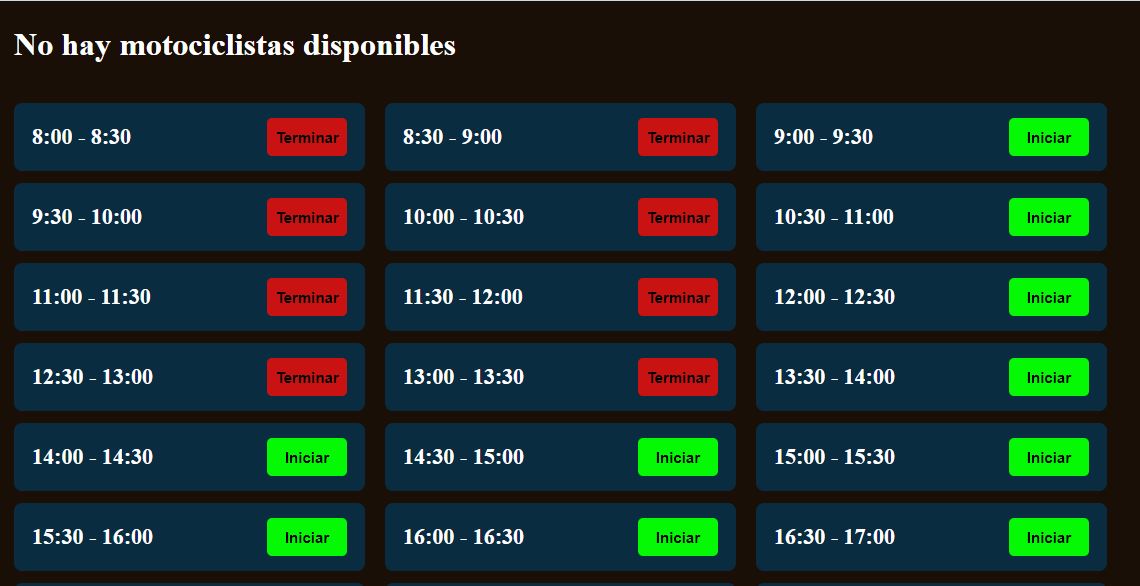 No hay motociclistas disponibles
8:00 - 8:30 Terminar 8:30 - 9:00 Terminar 9:00 - 9:30 Iniciar
9:30 - 10:00 Terminar 10:00 - 10:30 Terminar 10:30 - 11:00 Iniciar
11:00 - 11:30 Terminar 11:30 - 12:00 Terminar 12:00 - 12:30 Iniciar
12:30 - 13:00 Terminar 13:00 - 13:30 Terminar 13:30 - 14:00 Iniciar
14:00 - 14:30 Iniciar 14:30 - 15:00 Iniciar 15:00 - 15:30 Iniciar
15:30 - 16:00 Iniciar 16:00 - 16:30 Iniciar 16:30 - 17:00 Iniciar